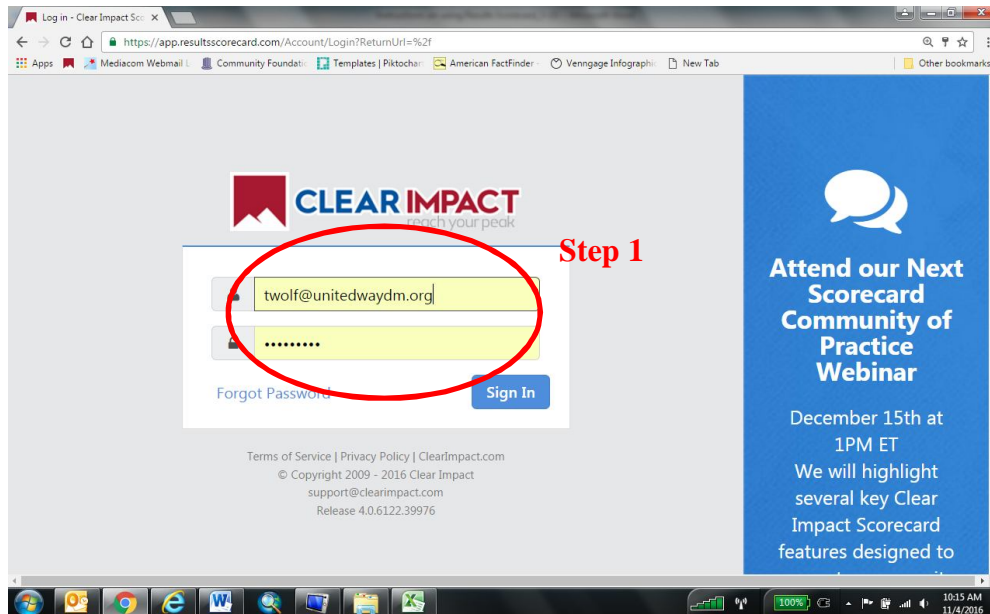 Log in - Clear Impact Sco
https://app.resultsscorecard.com/Account/Login?ReturnUrl=%2f
Apps
Mediacom Webmail L
Community Foundatio
Templates | Piktochar
American FactFinder -
Venngage Infographic
New Tab
Other bookmarks
CLEAR IMPACT
reach your peak
Step 1
twolf@unitedwaydm.org
•••••••••
Forgot Password
Sign In
Terms of Service | Privacy Policy | ClearImpact.com
© Copyright 2009 - 2016 Clear Impact
support@clearimpact.com
Release 4.0.6122.39976
Attend our Next
Scorecard
Community of
Practice
Webinar
December 15th at
1PM ET
We will highlight
several key Clear
Impact Scorecard
features designed to
100%
10:15 AM
11/4/2016